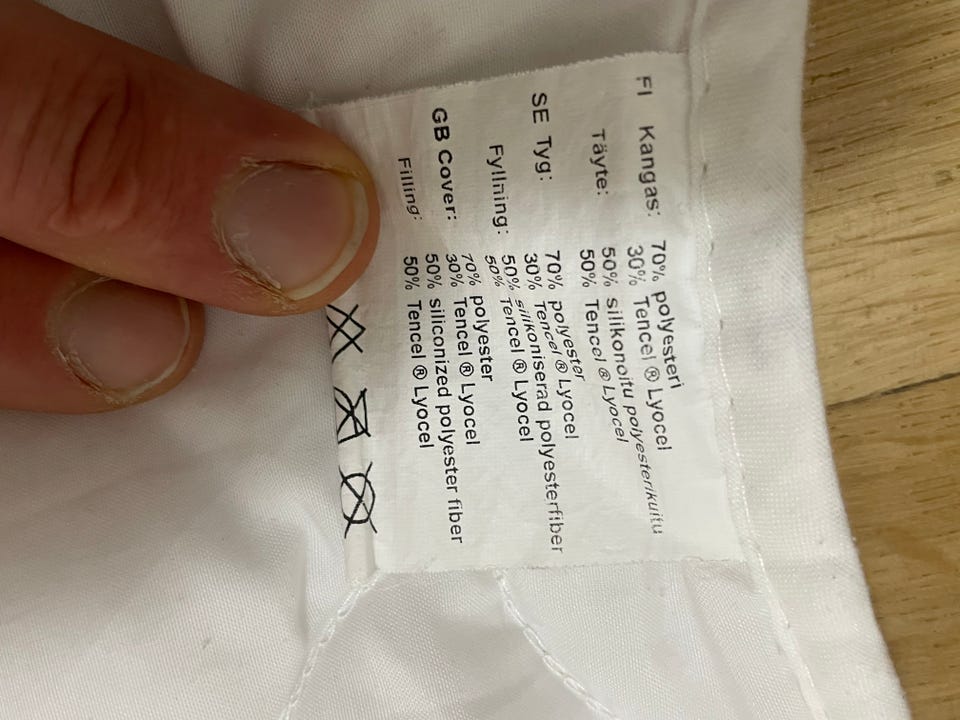 FI Kangas: 70% polyesteri
30% Tencel ® Lyocel
Täyte: 50% silikonoitu polyesterikuitu
50% Tencel ® Lyocel
SE Tyg: 70% polyester
30% Tencel ® Lyocel
Fyllning: 50% silikoniserad polyesterfiber
50% Tencel ® Lyocel
GB Cover: 70% polyester
30% Tencel ® Lyocel
Filling: 50% siliconized polyester fiber
50% Tencel ® Lyocel